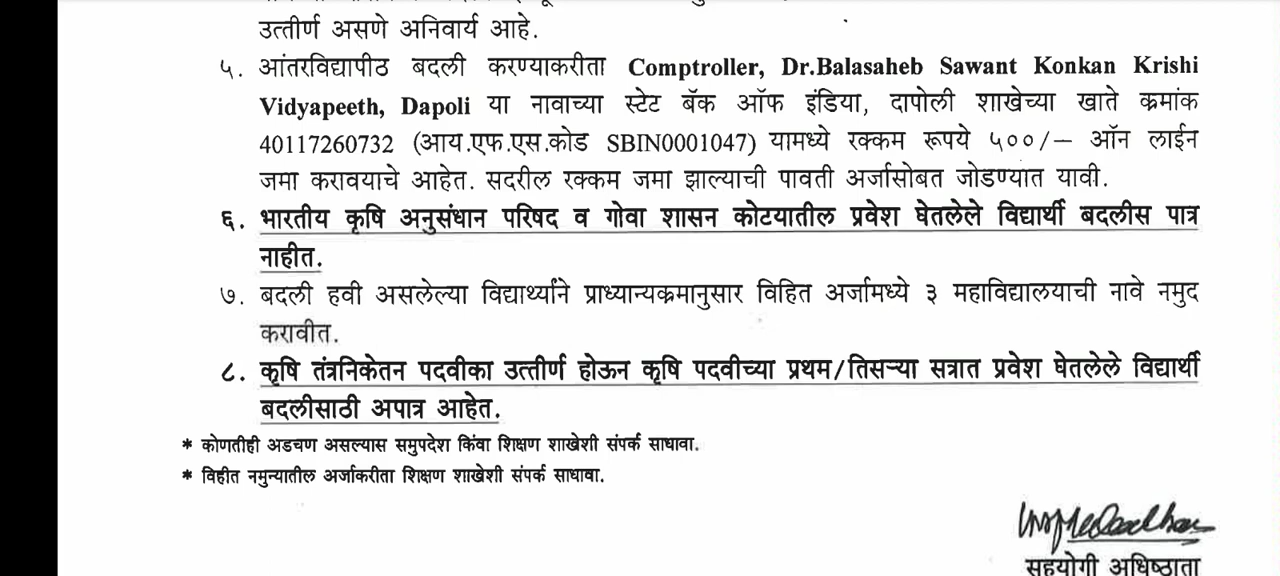 उत्तीर्ण असणे अनिवार्य आहे.
५. आंतरविद्यापीठ बदली करण्याकरीता Comptroller, Dr.Balasaheb Sawant Konkan Krishi
Vidyapeeth, Dapoli या नावाच्या स्टेट बॅक ऑफ इंडिया, दापोली शाखेच्या खाते क्रमांक
40117260732 (आय.एफ.एस.कोड SBIN0001047) यामध्ये रक्कम रूपये ५००/– ऑन लाईन
जमा करावयाचे आहेत. सदरील रक्कम जमा झाल्याची पावती अर्जासोबत जोडण्यात यावी.
६. भारतीय कृषि अनुसंधान परिषद व गोवा शासन कोटयातील प्रवेश घेतलेले विद्यार्थी बदलीस पात्र
नाहीत.
७. बदली हवी असलेल्या विद्यार्थ्याने प्राध्यान्यक्रमानुसार विहित अर्जामध्ये ३ महाविद्यालयाची नावे नमुद
करावीत.
८. कृषि तंत्रनिकेतन पदवीका उत्तीर्ण होऊन कृषि पदवीच्या प्रथम/तिसऱ्या सत्रात प्रवेश घेतलेले विद्यार्थी
बदलीसाठी अपात्र आहेत.
* कोणतीही अडचण असल्यास समुपदेश किंवा शिक्षण शाखेशी संपर्क साधावा.
* विहीत नमुन्यातील अर्जाकरीता शिक्षण शाखेशी संपर्क साधावा.
सहयोगी अधिष्ठाता